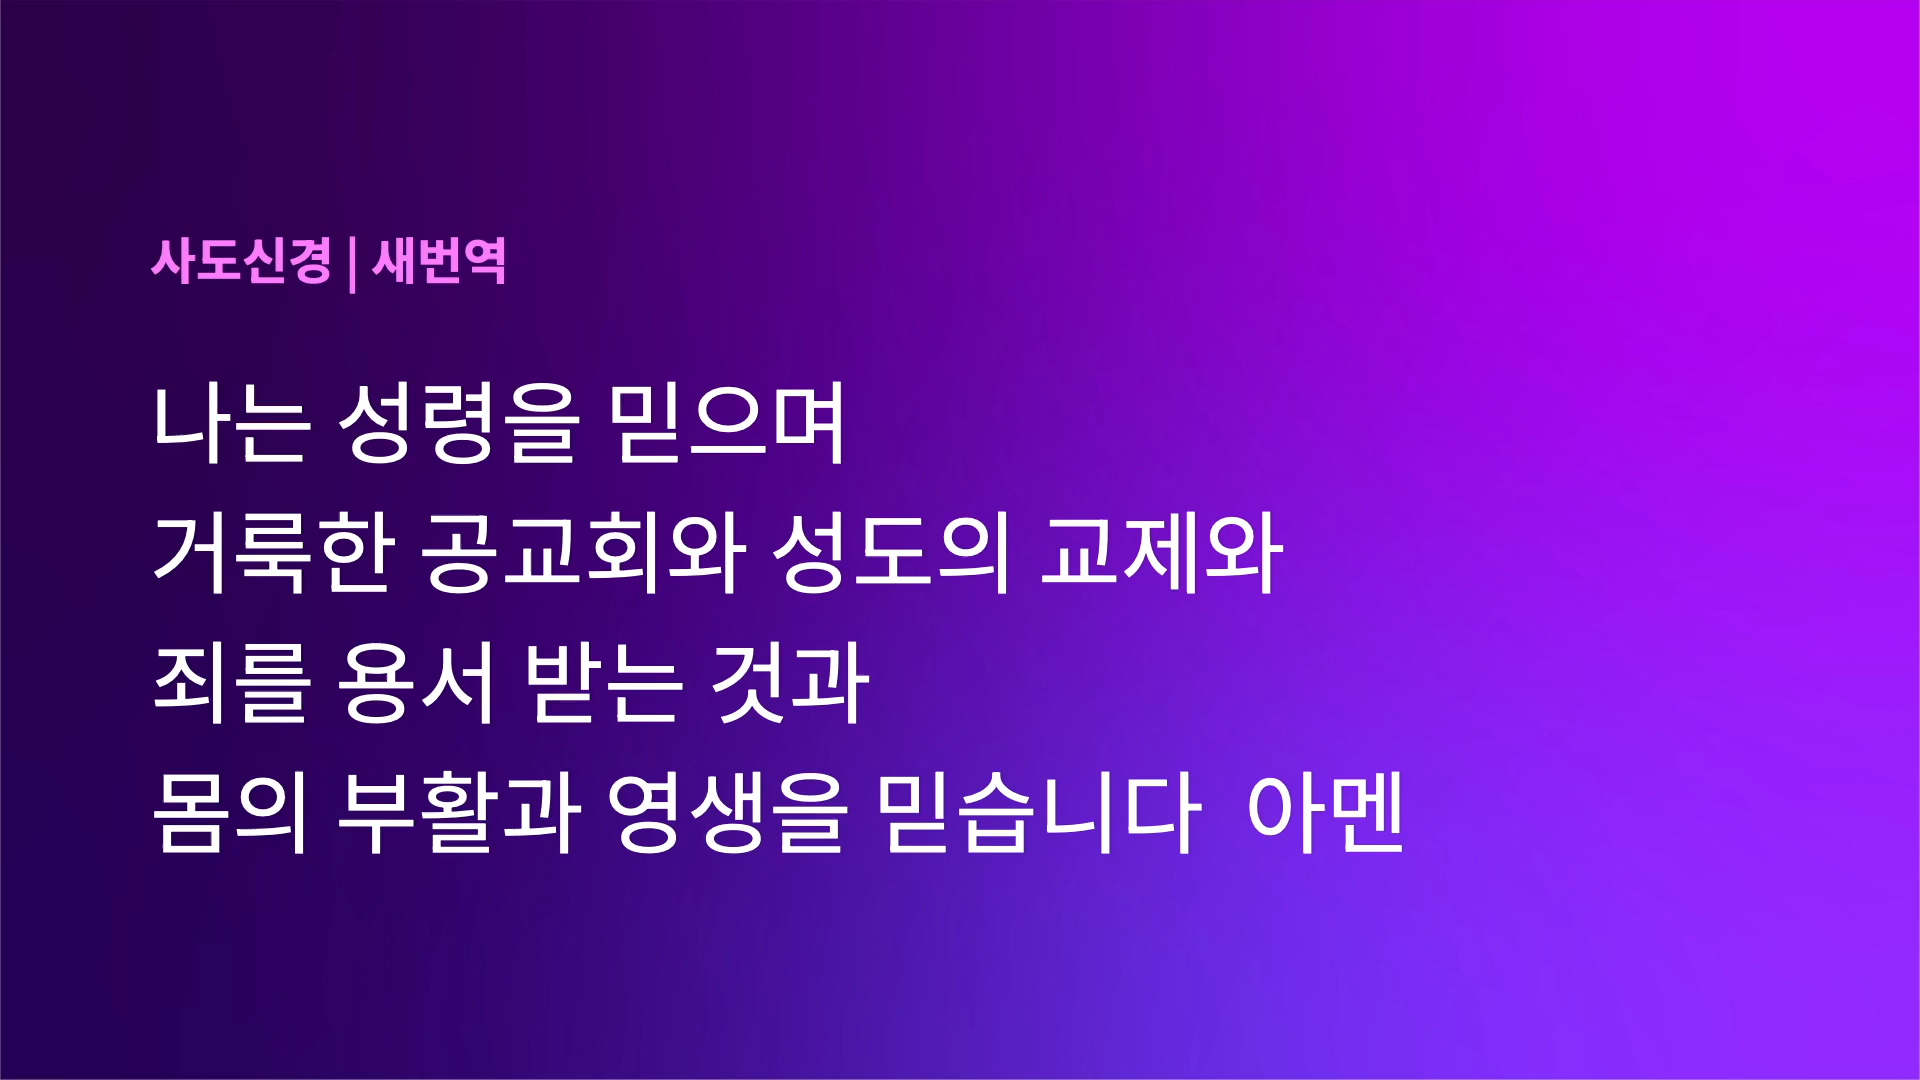 사도신경 | 새번역
나는 성령을 믿으며
거룩한 공교회와 성도의 교제와
죄를 용서 받는 것과
몸의 부활과 영생을 믿습니다  아멘